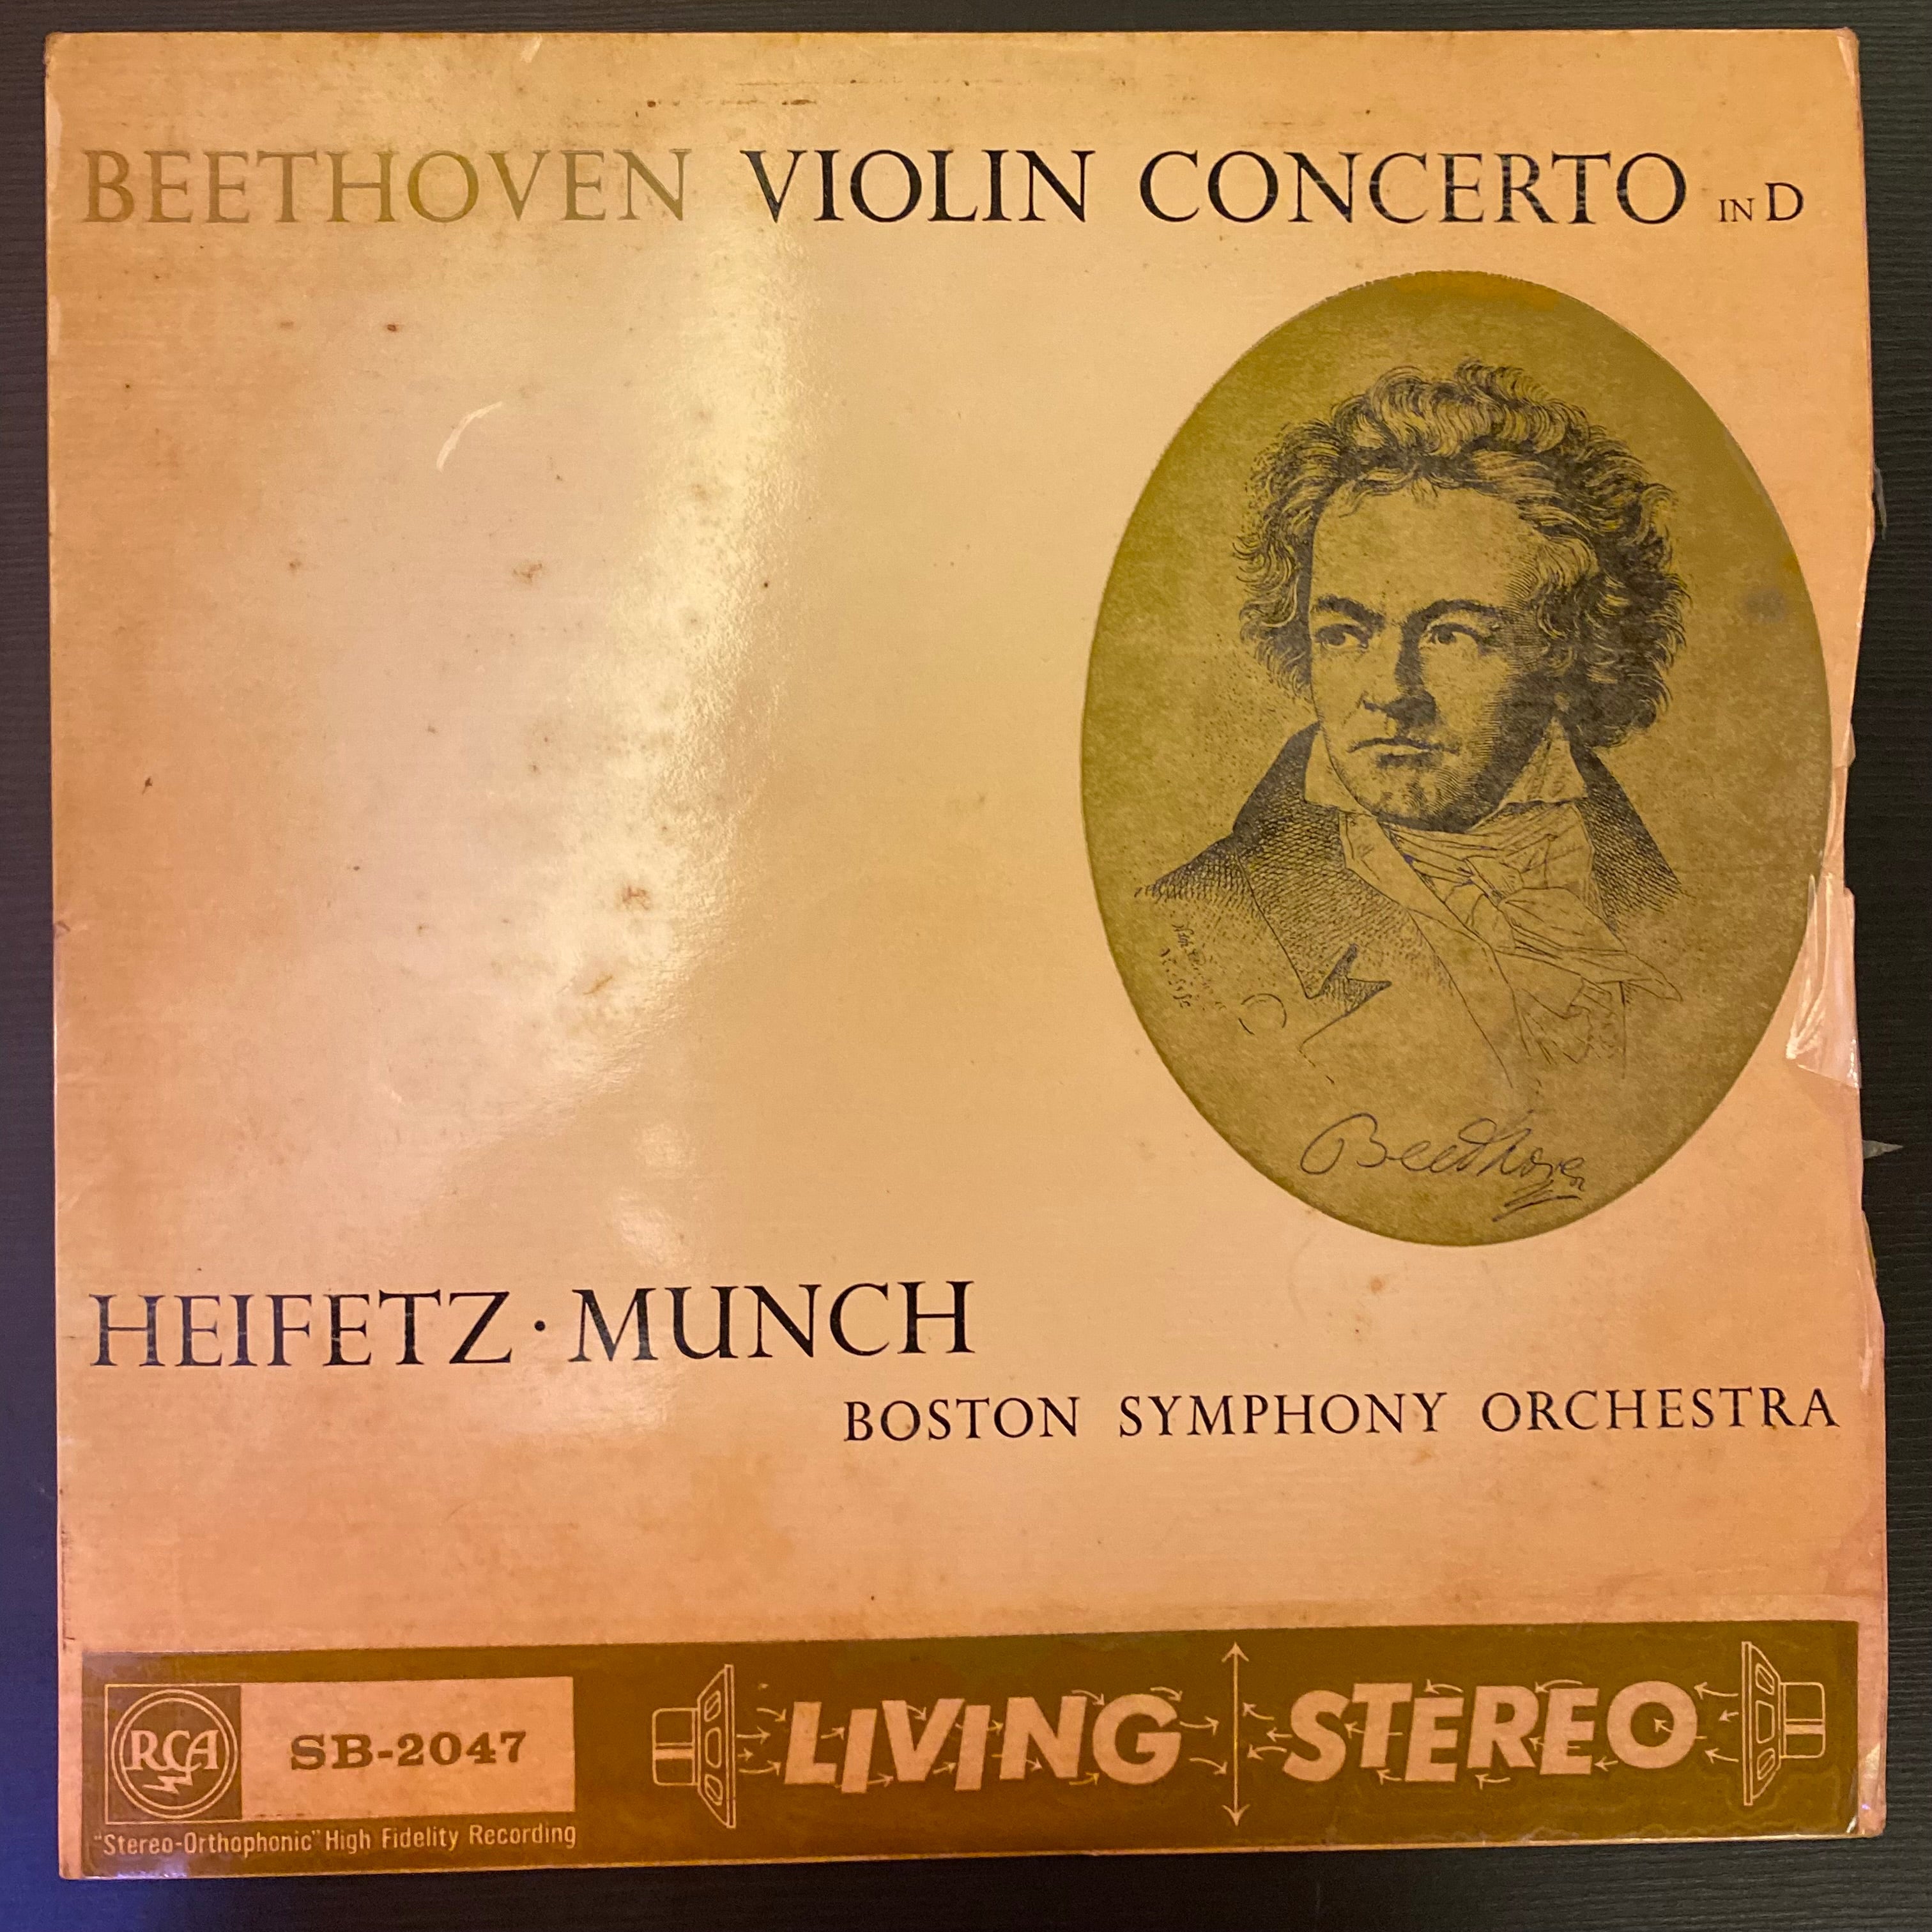 BEETHOVEN VIOLIN CONCERTO IN D
Beethoven
HEIFETZ · MUNCH
BOSTON SYMPHONY ORCHESTRA
RCA
SB-2047
LIVING STEREO
"Stereo-Orthophonic" High Fidelity Recording